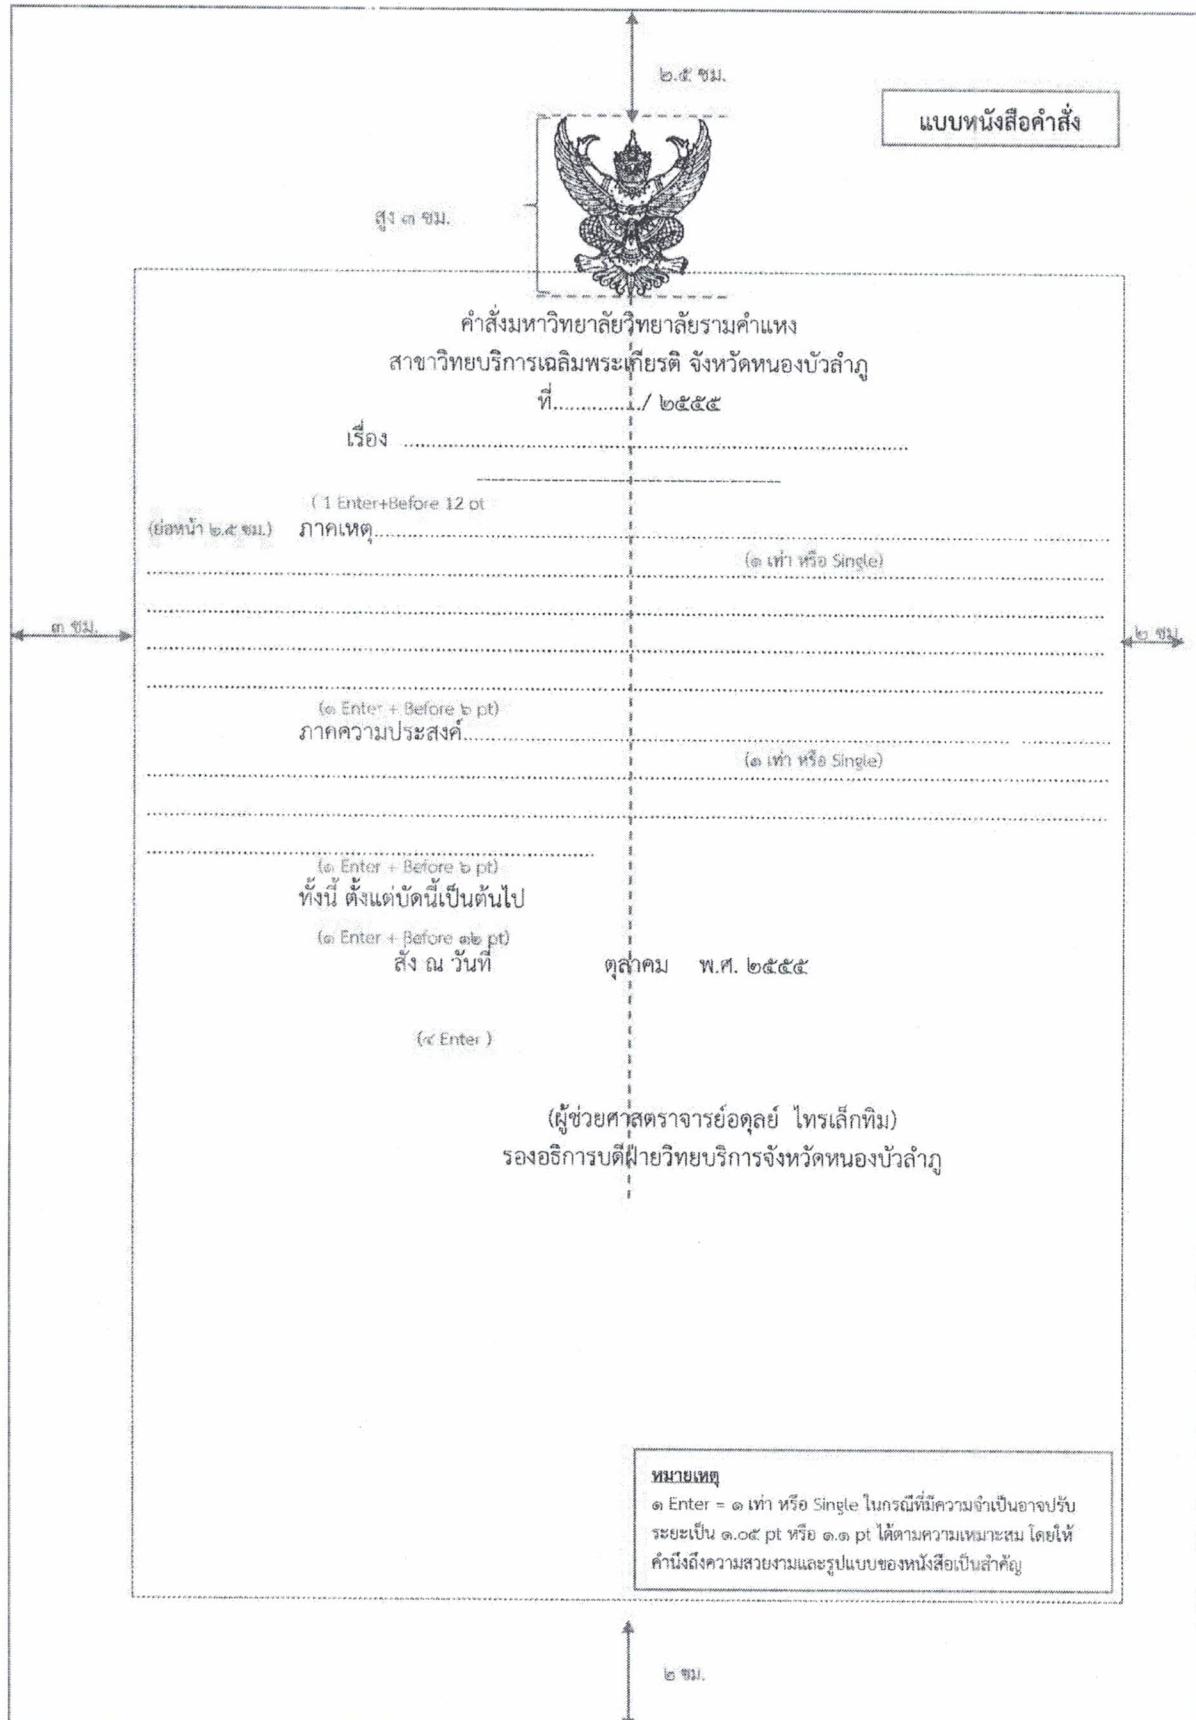 ๒.๕ ซม.
แบบหนังสือคำสั่ง
สูง ๓ ซม.
คำสั่งมหาวิทยาลัยวิทยาลัยรามคำแหง
สาขาวิทยบริการเฉลิมพระเกียรติ จังหวัดหนองบัวลำภู
ที่................/ ๒๕๕๕
เรื่อง ................................................................................
------------------------------------------------
( 1 Enter+Before 12 pt
(ย่อหน้า ๒.๕ ซม.) ภาคเหตุ................................................................................
(๑ เท่า หรือ Single)
๓ ซม.
๒ ซม.
(๑ Enter + Before ๖ pt)
ภาคความประสงค์................................................................................
(๑ เท่า หรือ Single)
(๑ Enter + Before ๖ pt)
ทั้งนี้ ตั้งแต่บัดนี้เป็นต้นไป
(๑ Enter + Before ๑๒ pt)
สั่ง ณ วันที่ ตุลาคม พ.ศ. ๒๕๕๕
(๔ Enter )
(ผู้ช่วยศาสตราจารย์อดุลย์ ไทรเล็กทิม)
รองอธิการบดีฝ่ายวิทยบริการจังหวัดหนองบัวลำภู
หมายเหตุ
๑ Enter = ๑ เท่า หรือ Single ในกรณีที่มีความจำเป็นอาจปรับ
ระยะเป็น ๑.๐๕ pt หรือ ๑.๑ pt ได้ตามความเหมาะสม โดยให้
คำนึงถึงความสวยงามและรูปแบบของหนังสือเป็นสำคัญ
๒ ซม.